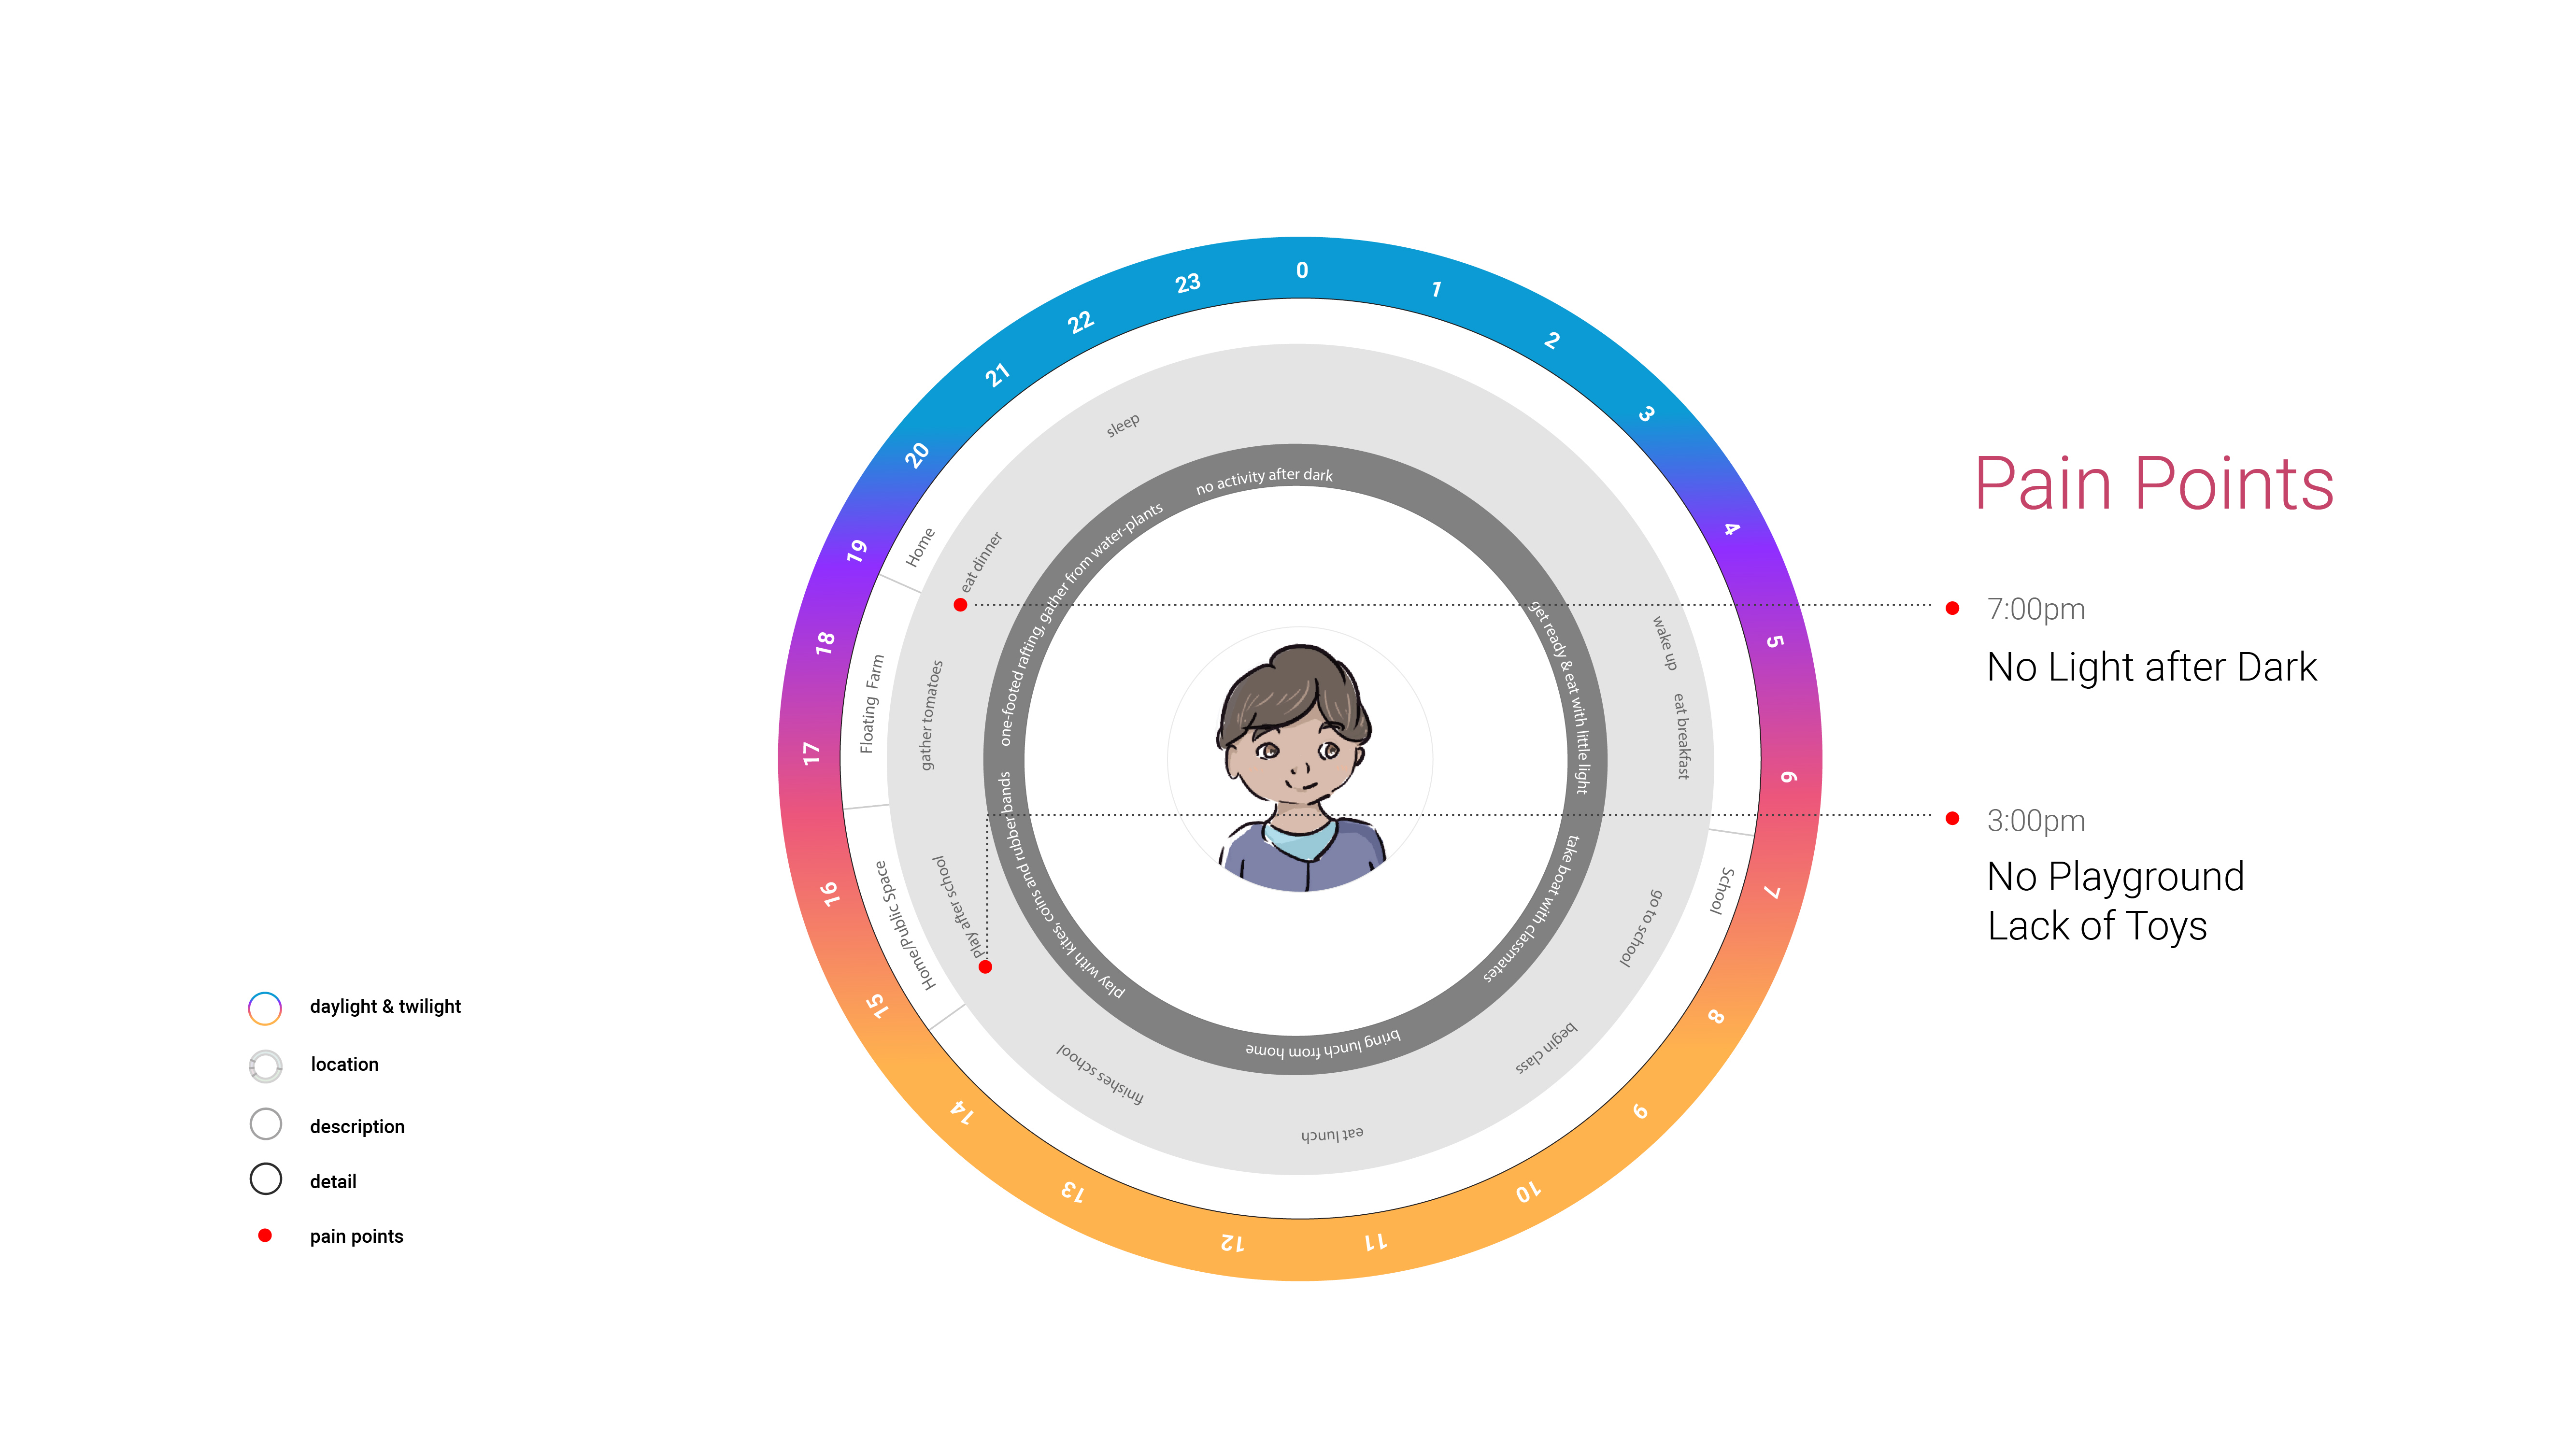 0
1
2
3
4
5
6
7
8
9
10
11
12
13
14
15
16
17
18
19
20
21
22
23
School
Home/Public Space
Floating Farm
Home
wake up
eat breakfast
go to school
begin class
eat lunch
finishes school
Play after school
gather tomatoes
eat dinner
sleep
get ready & eat with little light
take boat with classmates
bring lunch from home
play with kites, coins and rubber bands
one-footed rafting, gather from water-plants
no activity after dark
Pain Points
7:00pm
No Light after Dark
3:00pm
No Playground
Lack of Toys
daylight & twilight
location
description
detail
pain points